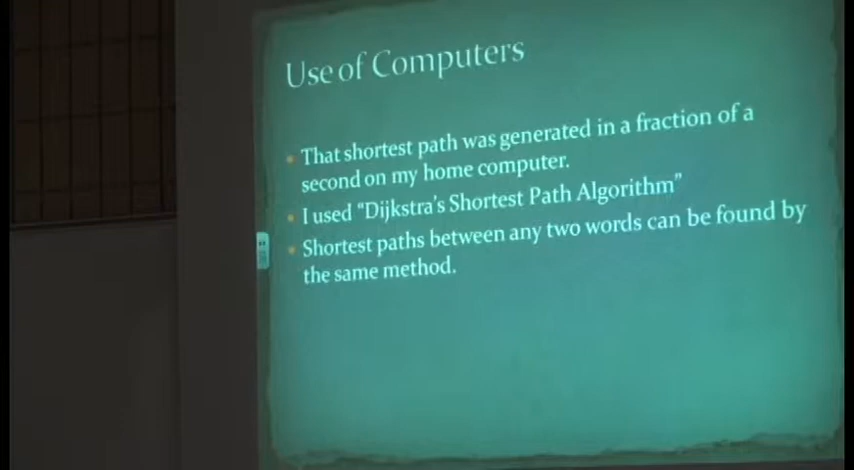 Use of Computers
That shortest path was generated in a fraction of a
second on my home computer.
I used "Dijkstra's Shortest Path Algorithm"
Shortest paths between any two words can be found by
the same method.